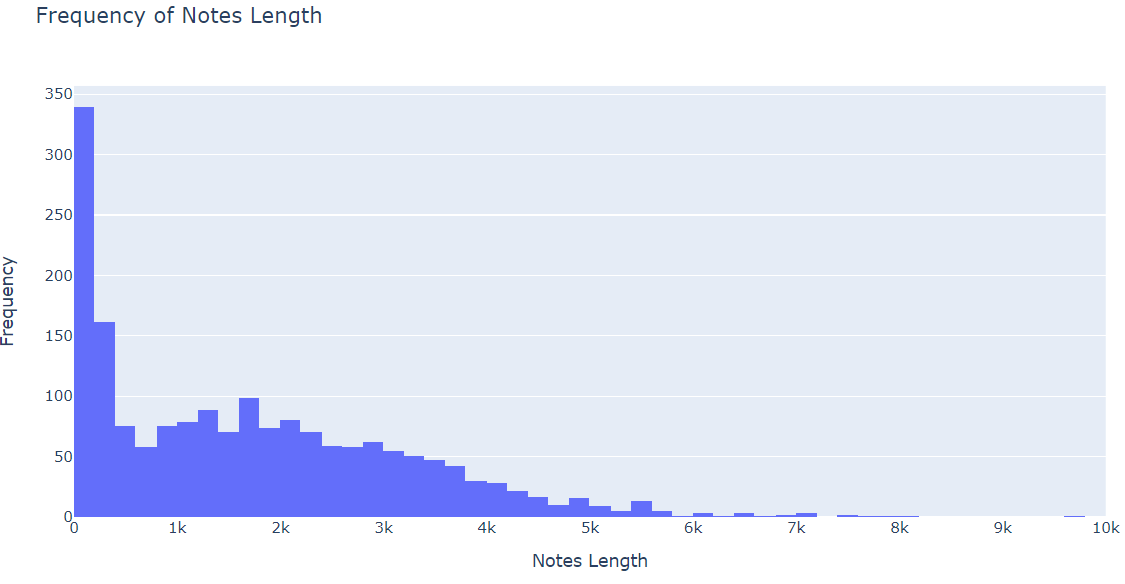 Frequency of Notes Length
350
300
250
200
150
100
50
0
Frequency
0 1k 2k 3k 4k 5k 6k 7k 8k 9k 10k
Notes Length